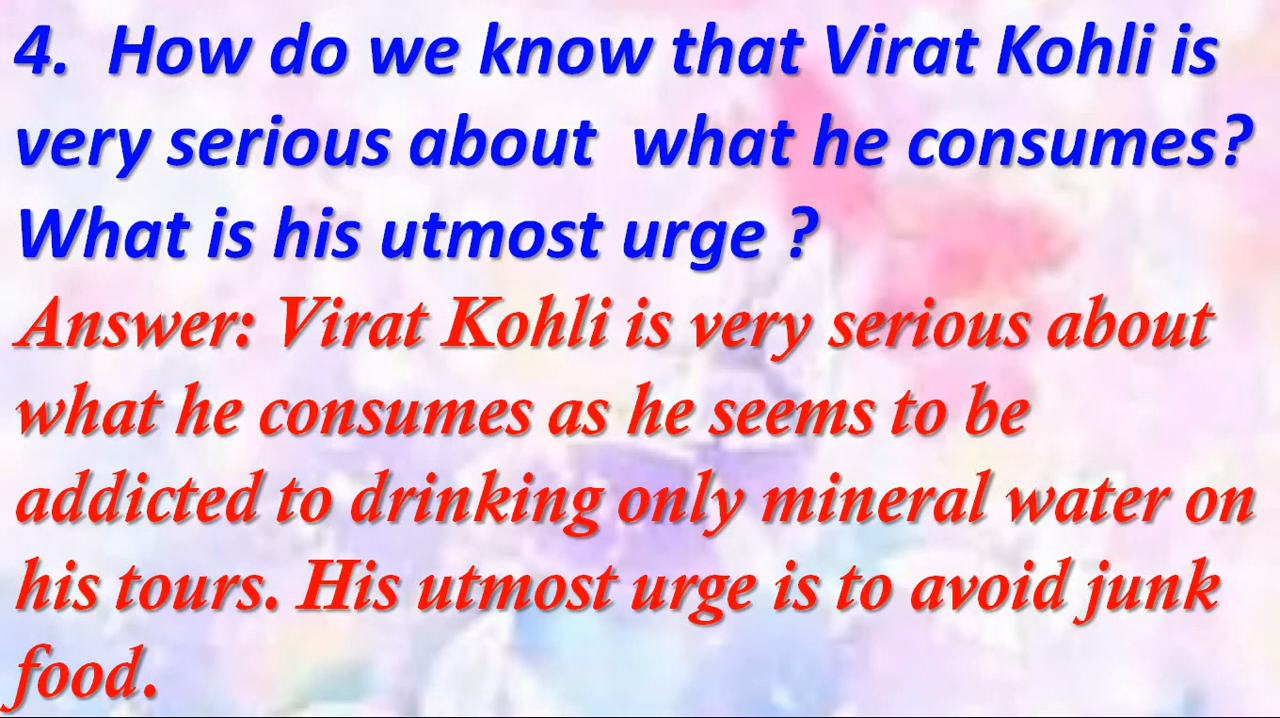 4. How do we know that Virat Kohli is
very serious about what he consumes?
What is his utmost urge ?
Answer: Virat Kohli is very serious about
what he consumes as he seems to be
addicted to drinking only mineral water on
his tours. His utmost urge is to avoid junk
food.